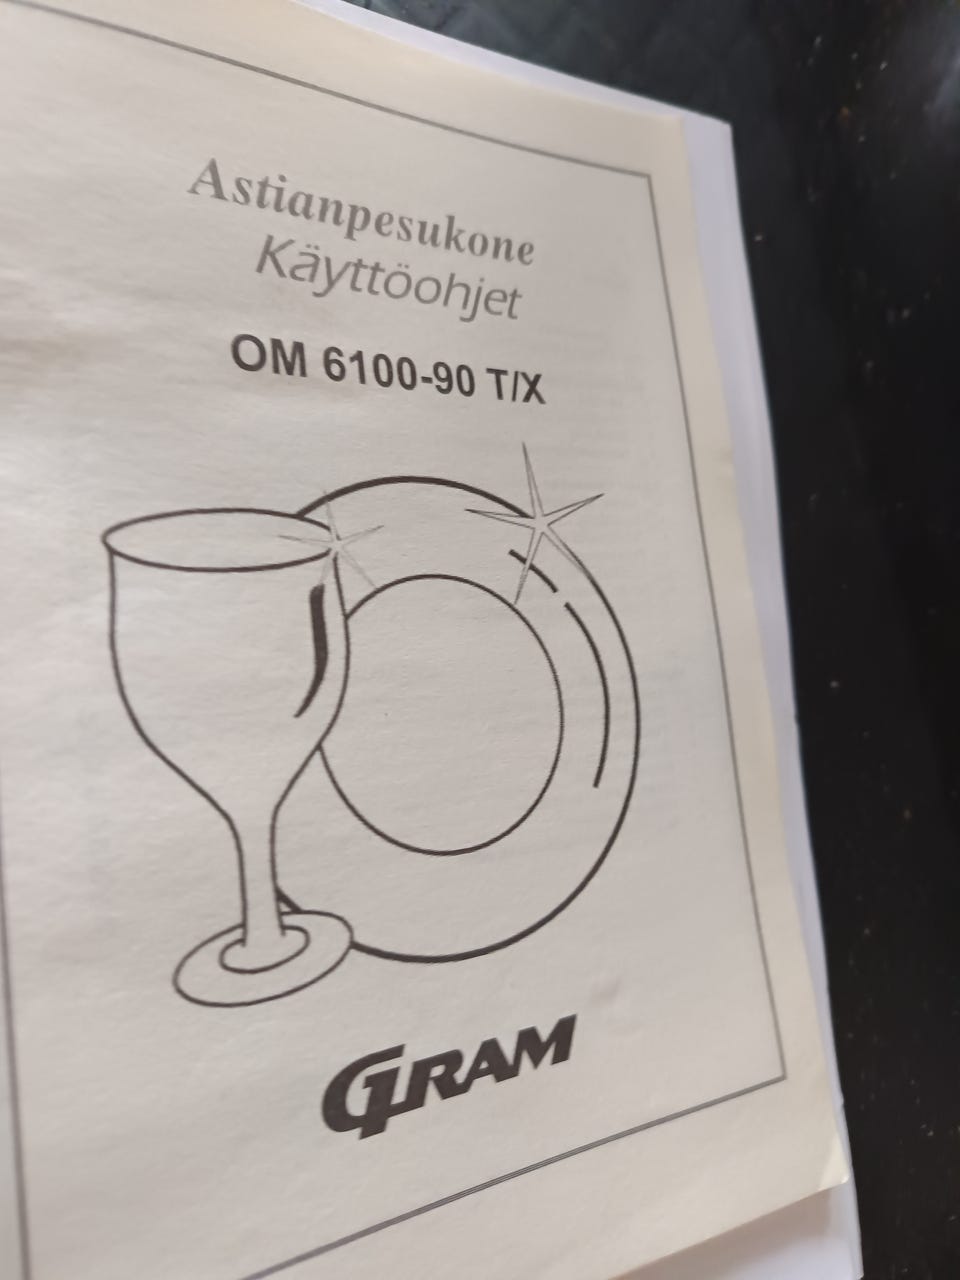 Astianpesukone
Käyttöohjet
OM 6100-90 T/X
GRAM